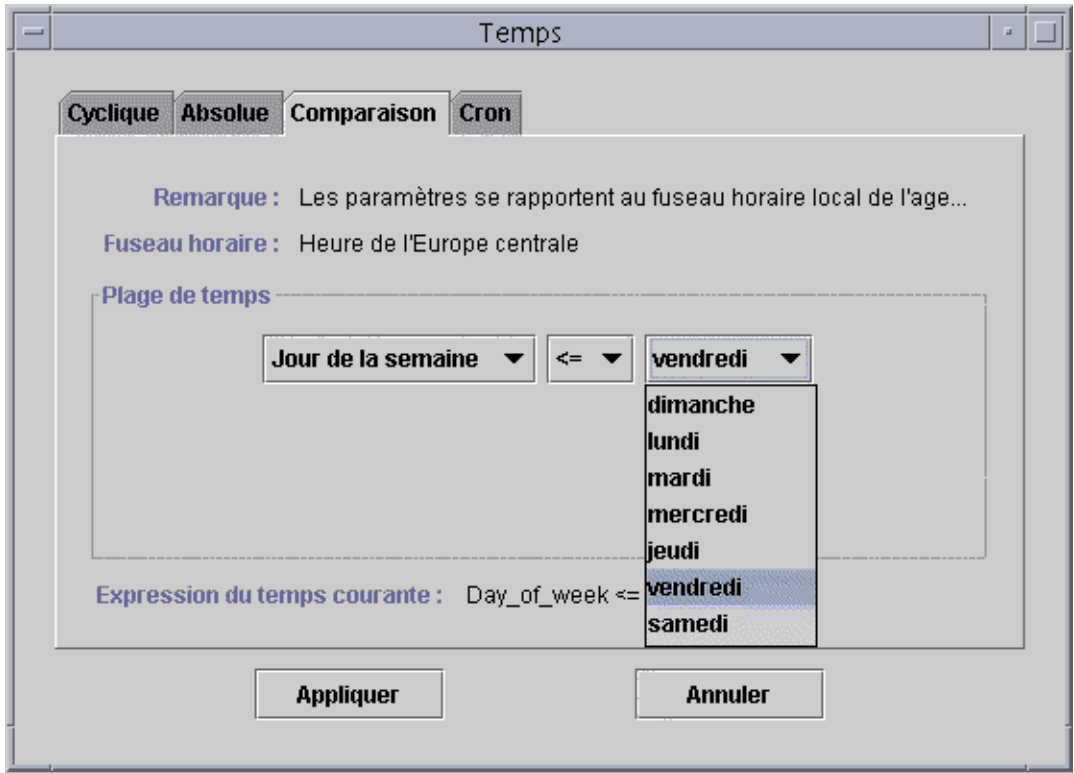 Temps
Cyclique Absolue Comparaison Cron
Remarque : Les paramètres se rapportent au fuseau horaire local de l'age...
Fuseau horaire : Heure de l'Europe centrale
Plage de temps
Jour de la semaine <= vendredi
dimanche
lundi
mardi
mercredi
jeudi
vendredi
samedi
Expression du temps courante : Day_of_week <=
Appliquer Annuler